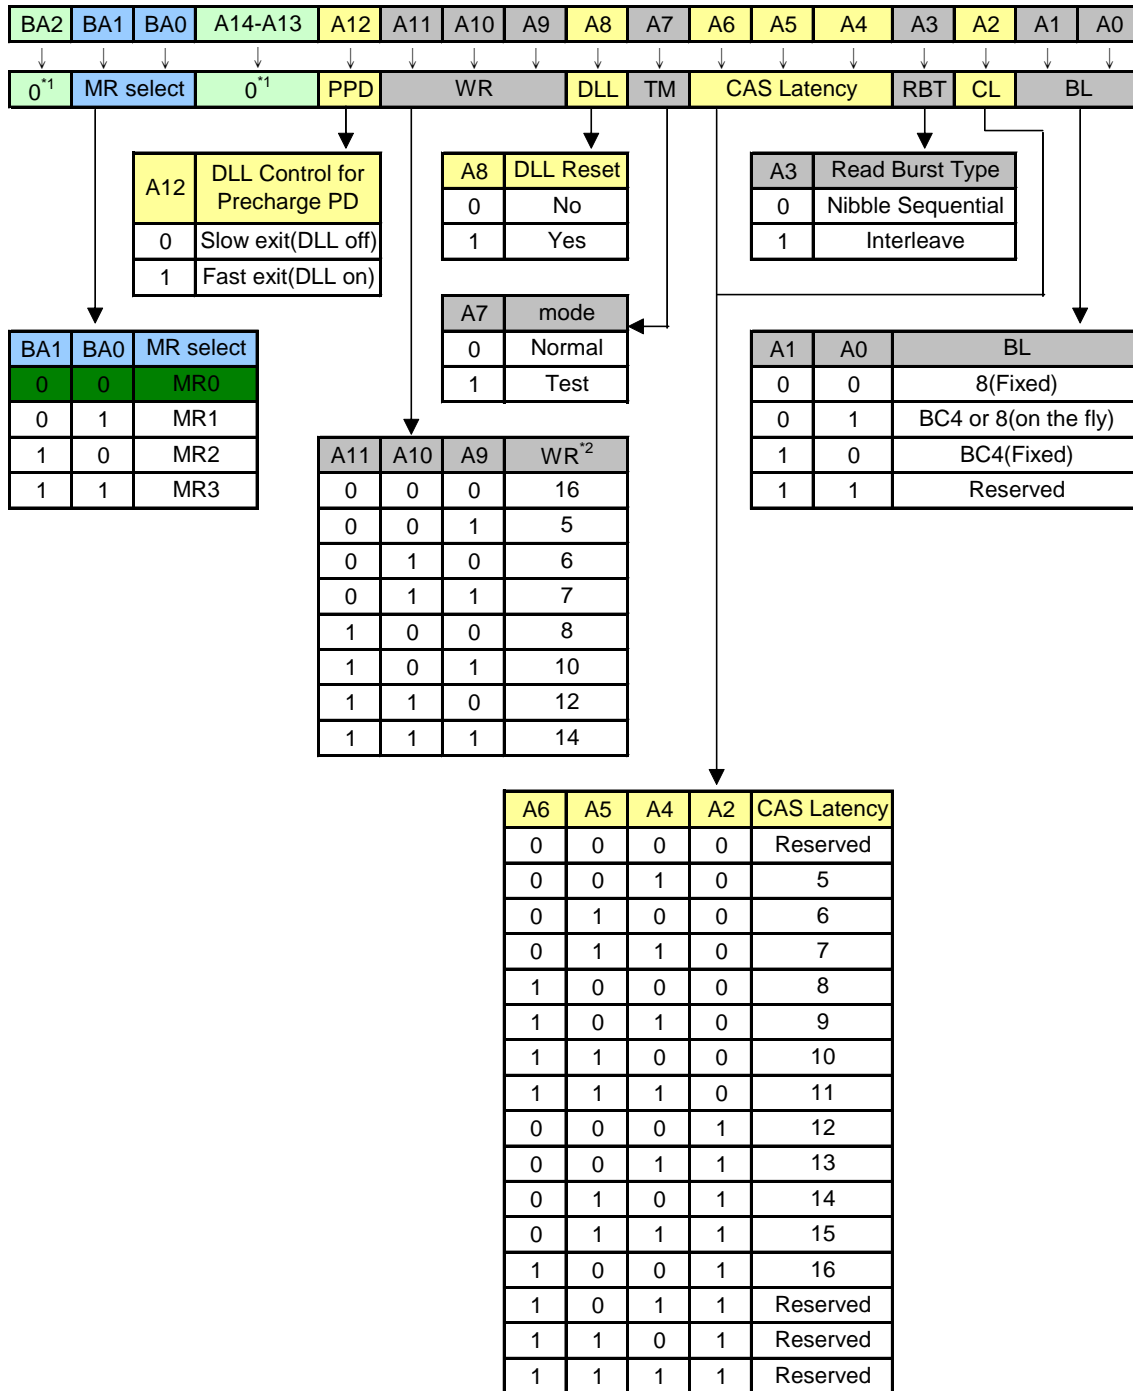 BA2 BA1 BA0 A14-A13 A12 A11 A10 A9 A8 A7 A6 A5 A4 A3 A2 A1 A0
0*1 MR select 0*1 PPD WR DLL TM CAS Latency RBT CL BL
A12 DLL Control for
Precharge PD
0 Slow exit(DLL off)
1 Fast exit(DLL on)
A8 DLL Reset
0 No
1 Yes
A3 Read Burst Type
0 Nibble Sequential
1 Interleave
A7 mode
0 Normal
1 Test
BA1 BA0 MR select
0 0 MR0
0 1 MR1
1 0 MR2
1 1 MR3
A1 A0 BL
0 0 8(Fixed)
0 1 BC4 or 8(on the fly)
1 0 BC4(Fixed)
1 1 Reserved
A11 A10 A9 WR*2
0 0 0 16
0 0 1 5
0 1 0 6
0 1 1 7
1 0 0 8
1 0 1 10
1 1 0 12
1 1 1 14
A6 A5 A4 A2 CAS Latency
0 0 0 0 Reserved
0 0 1 0 5
0 1 0 0 6
0 1 1 0 7
1 0 0 0 8
1 0 1 0 9
1 1 0 0 10
1 1 1 0 11
0 0 0 1 12
0 0 1 1 13
0 1 0 1 14
0 1 1 1 15
1 0 0 1 16
1 0 1 1 Reserved
1 1 0 1 Reserved
1 1 1 1 Reserved